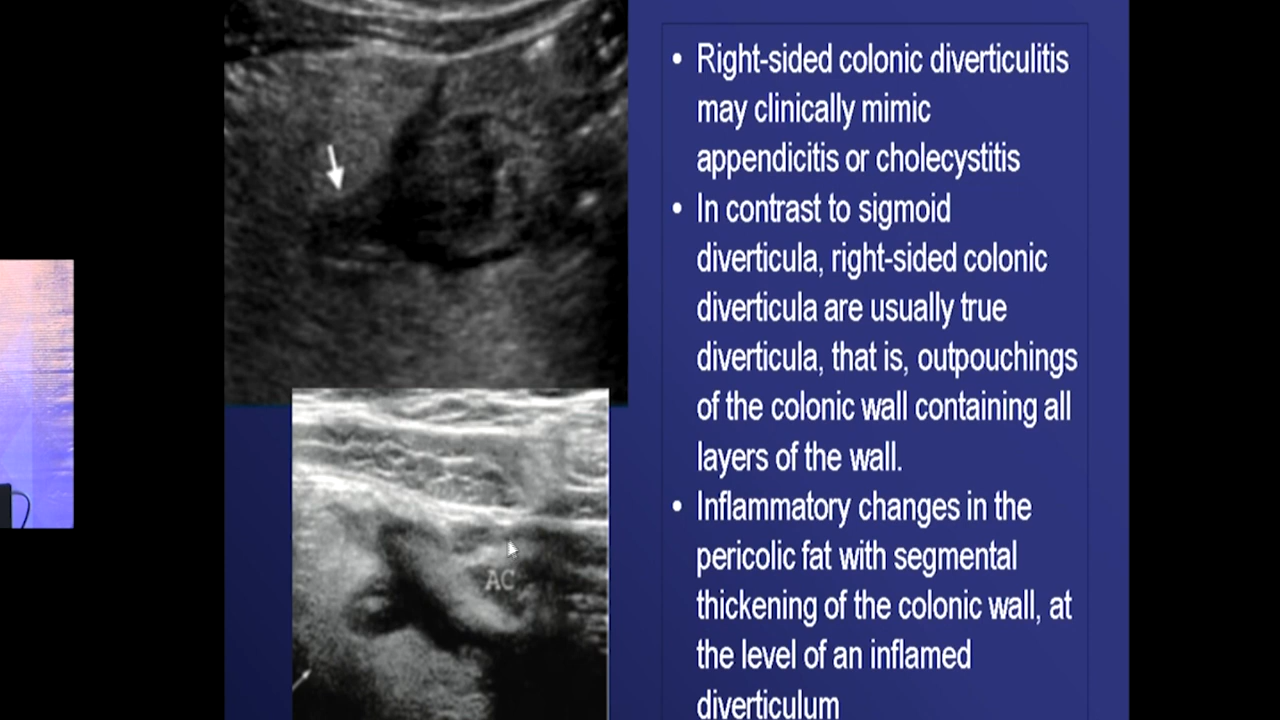 • Right-sided colonic diverticulitis
may clinically mimic
appendicitis or cholecystitis
• In contrast to sigmoid
diverticula, right-sided colonic
diverticula are usually true
diverticula, that is, outpouchings
of the colonic wall containing all
layers of the wall.
• Inflammatory changes in the
pericolic fat with segmental
thickening of the colonic wall, at
the level of an inflamed
diverticulum
AC